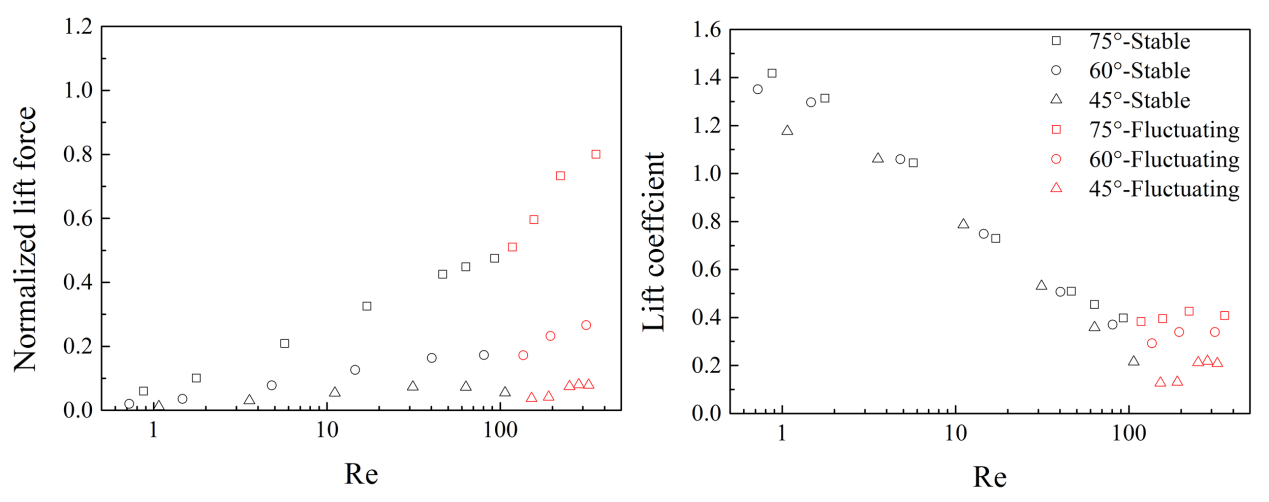 Normalized lift force
1.2
1.0
0.8
0.6
0.4
0.2
0.0
1
10
100
Re
Lift coeffcient
1.6
1.4
1.2
1.0
0.8
0.6
0.4
0.2
0.0
1
10
100
Re
75°-Stable
60°-Stable
45°-Stable
75°-Fluctuating
60°-Fluctuating
45°-Fluctuating